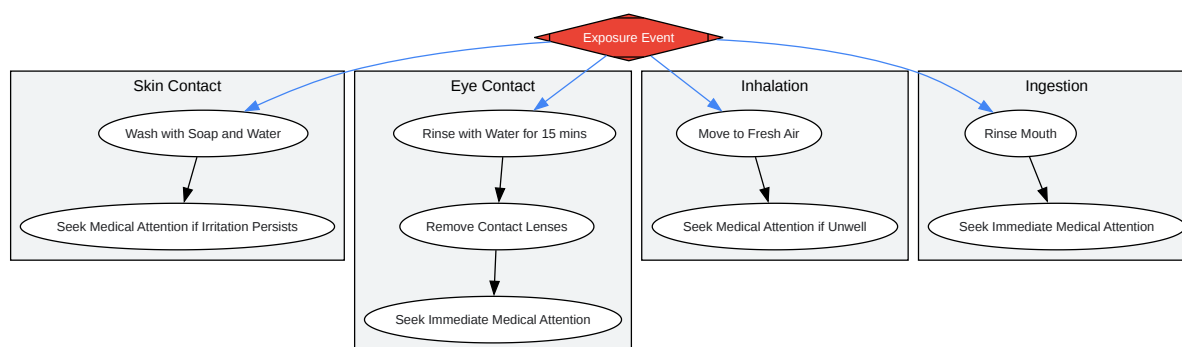 Exposure Event
Skin Contact
Wash with Soap and Water
Seek Medical Attention if Irritation Persists
Eye Contact
Rinse with Water for 15 mins
Remove Contact Lenses
Seek Immediate Medical Attention
Inhalation
Move to Fresh Air
Seek Medical Attention if Unwell
Ingestion
Rinse Mouth
Seek Immediate Medical Attention